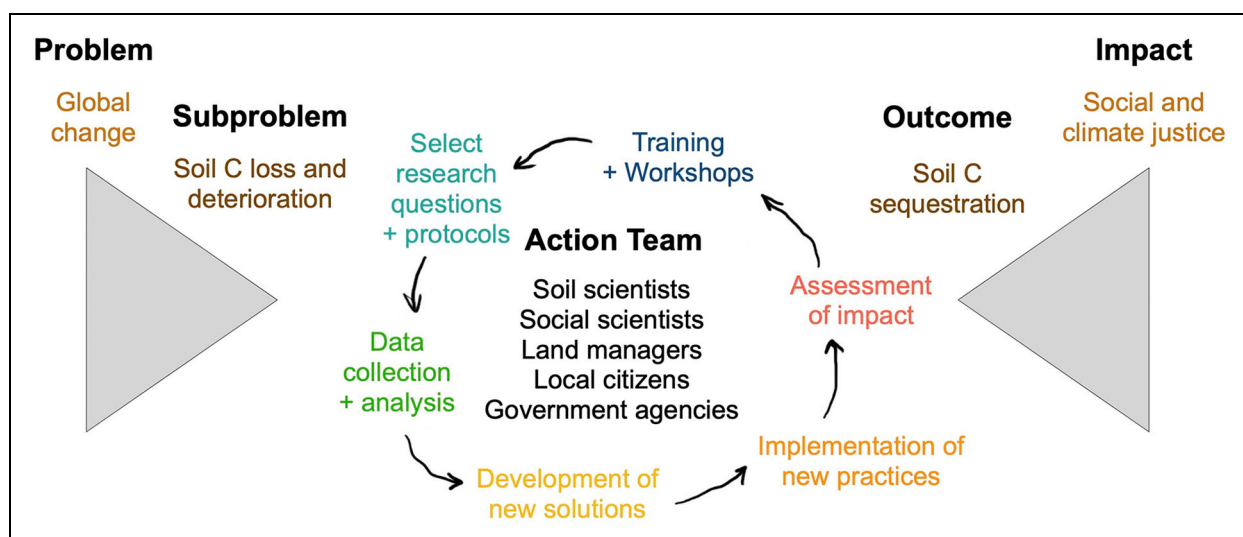 Problem
Global
change
Subproblem
Soil C loss and
deterioration
Select
research
questions
+ protocols
Training
+ Workshops
Action Team
Soil scientists
Social scientists
Land managers
Local citizens
Government agencies
Data
collection
+ analysis
Development of
new solutions
Implementation of
new practices
Assessment
of impact
Outcome
Soil C
sequestration
Impact
Social and
climate justice